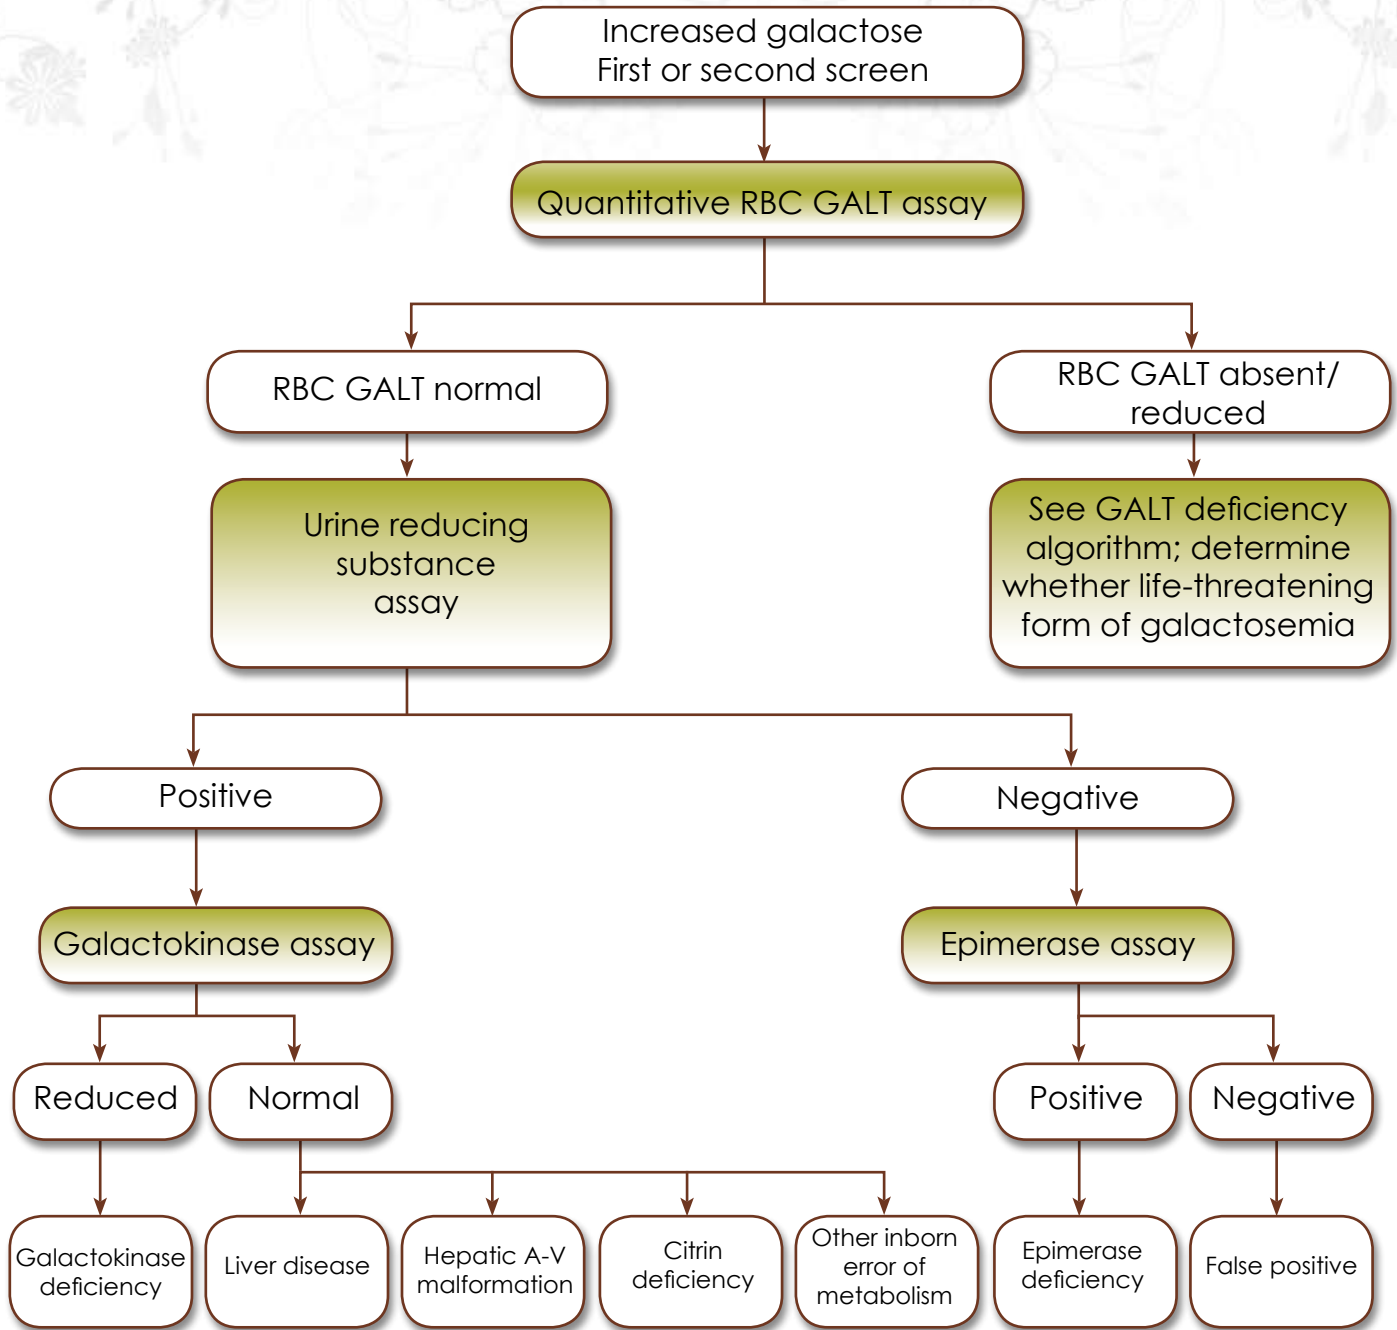 Increased galactose
First or second screen
Quantitative RBC GALT assay
RBC GALT normal
RBC GALT absent/
reduced
Urine reducing
substance
assay
See GALT deficiency
algorithm; determine
whether life-threatening
form of galactosemia
Positive
Negative
Galactokinase assay
Epimerase assay
Reduced
Normal
Positive
Negative
Galactokinase
deficiency
Liver disease
Hepatic A-V
malformation
Citrin
deficiency
Other inborn
error of
metabolism
Epimerase
deficiency
False positive